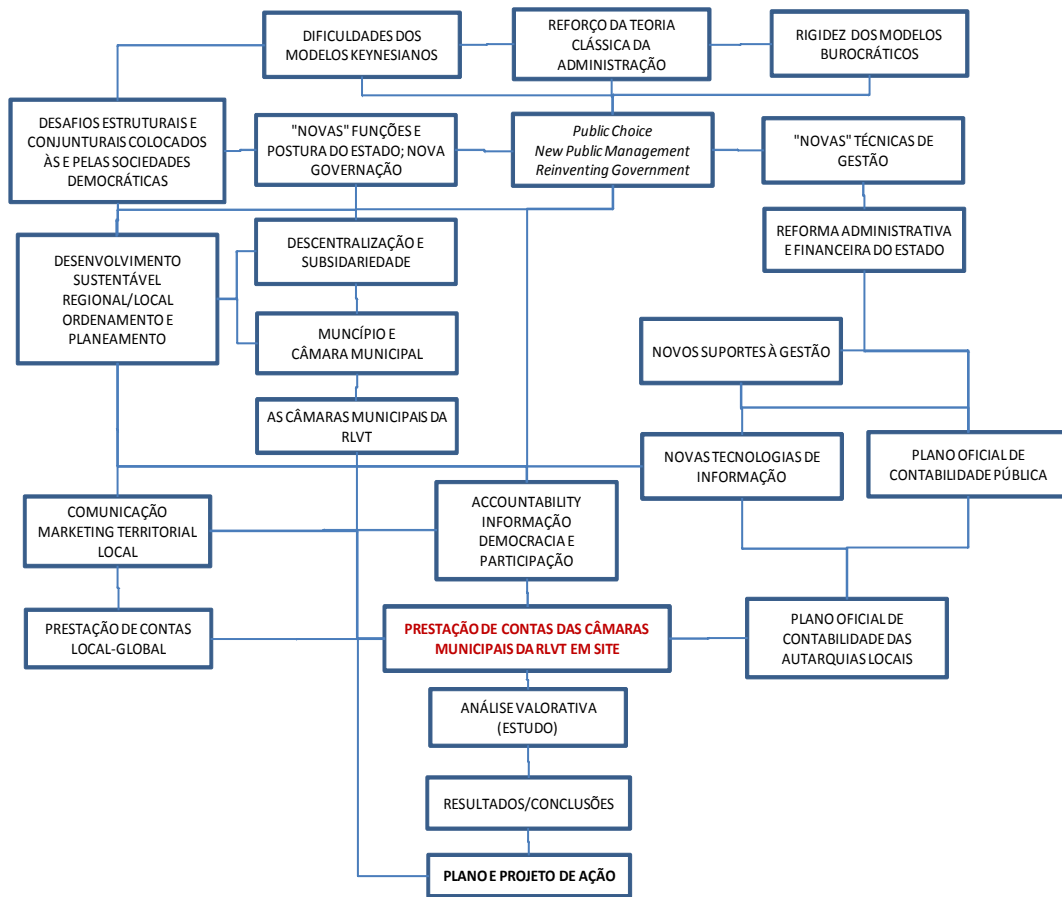 DIFICULDADES DOS
MODELOS KEYNESIANOS
REFORÇO DA TEORIA
CLÁSSICA DA
ADMINISTRAÇÃO
RIGIDEZ DOS MODELOS
BUROCRÁTICOS
DESAFIOS ESTRUTURAIS E
CONJUNTURAIS COLOCADOS
ÀS E PELAS SOCIEDADES
DEMOCRÁTICAS
"NOVAS" FUNÇÕES E
POSTURA DO ESTADO; NOVA
GOVERNAÇÃO
Public Choice
New Public Management
Reinventing Government
"NOVAS" TÉCNICAS DE
GESTÃO
DESENVOLVIMENTO
SUSTENTÁVEL
REGIONAL/LOCAL
ORDENAMENTO E
PLANEAMENTO
DESCENTRALIZAÇÃO E
SUBSIDARIEDADE
REFORMA ADMINISTRATIVA
E FINANCEIRA DO ESTADO
MUNCÍPIO E
CÂMARA MUNICIPAL
NOVOS SUPORTES À GESTÃO
AS CÂMARAS MUNICIPAIS DA
RLVT
NOVAS TECNOLOGIAS DE
INFORMAÇÃO
PLANO OFICIAL DE
CONTABILIDADE PÚBLICA
COMUNICAÇÃO
MARKETING TERRITORIAL
LOCAL
ACCOUNTABILITY
INFORMAÇÃO
DEMOCRACIA E
PARTICIPAÇÃO
PRESTAÇÃO DE CONTAS
LOCAL-GLOBAL
PRESTAÇÃO DE CONTAS DAS CÂMARAS
MUNICIPAIS DA RLVT EM SITE
PLANO OFICIAL DE
CONTABILIDADE DAS
AUTARQUIAS LOCAIS
ANÁLISE VALORATIVA
(ESTUDO)
RESULTADOS/CONCLUSÕES
PLANO E PROJETO DE AÇÃO